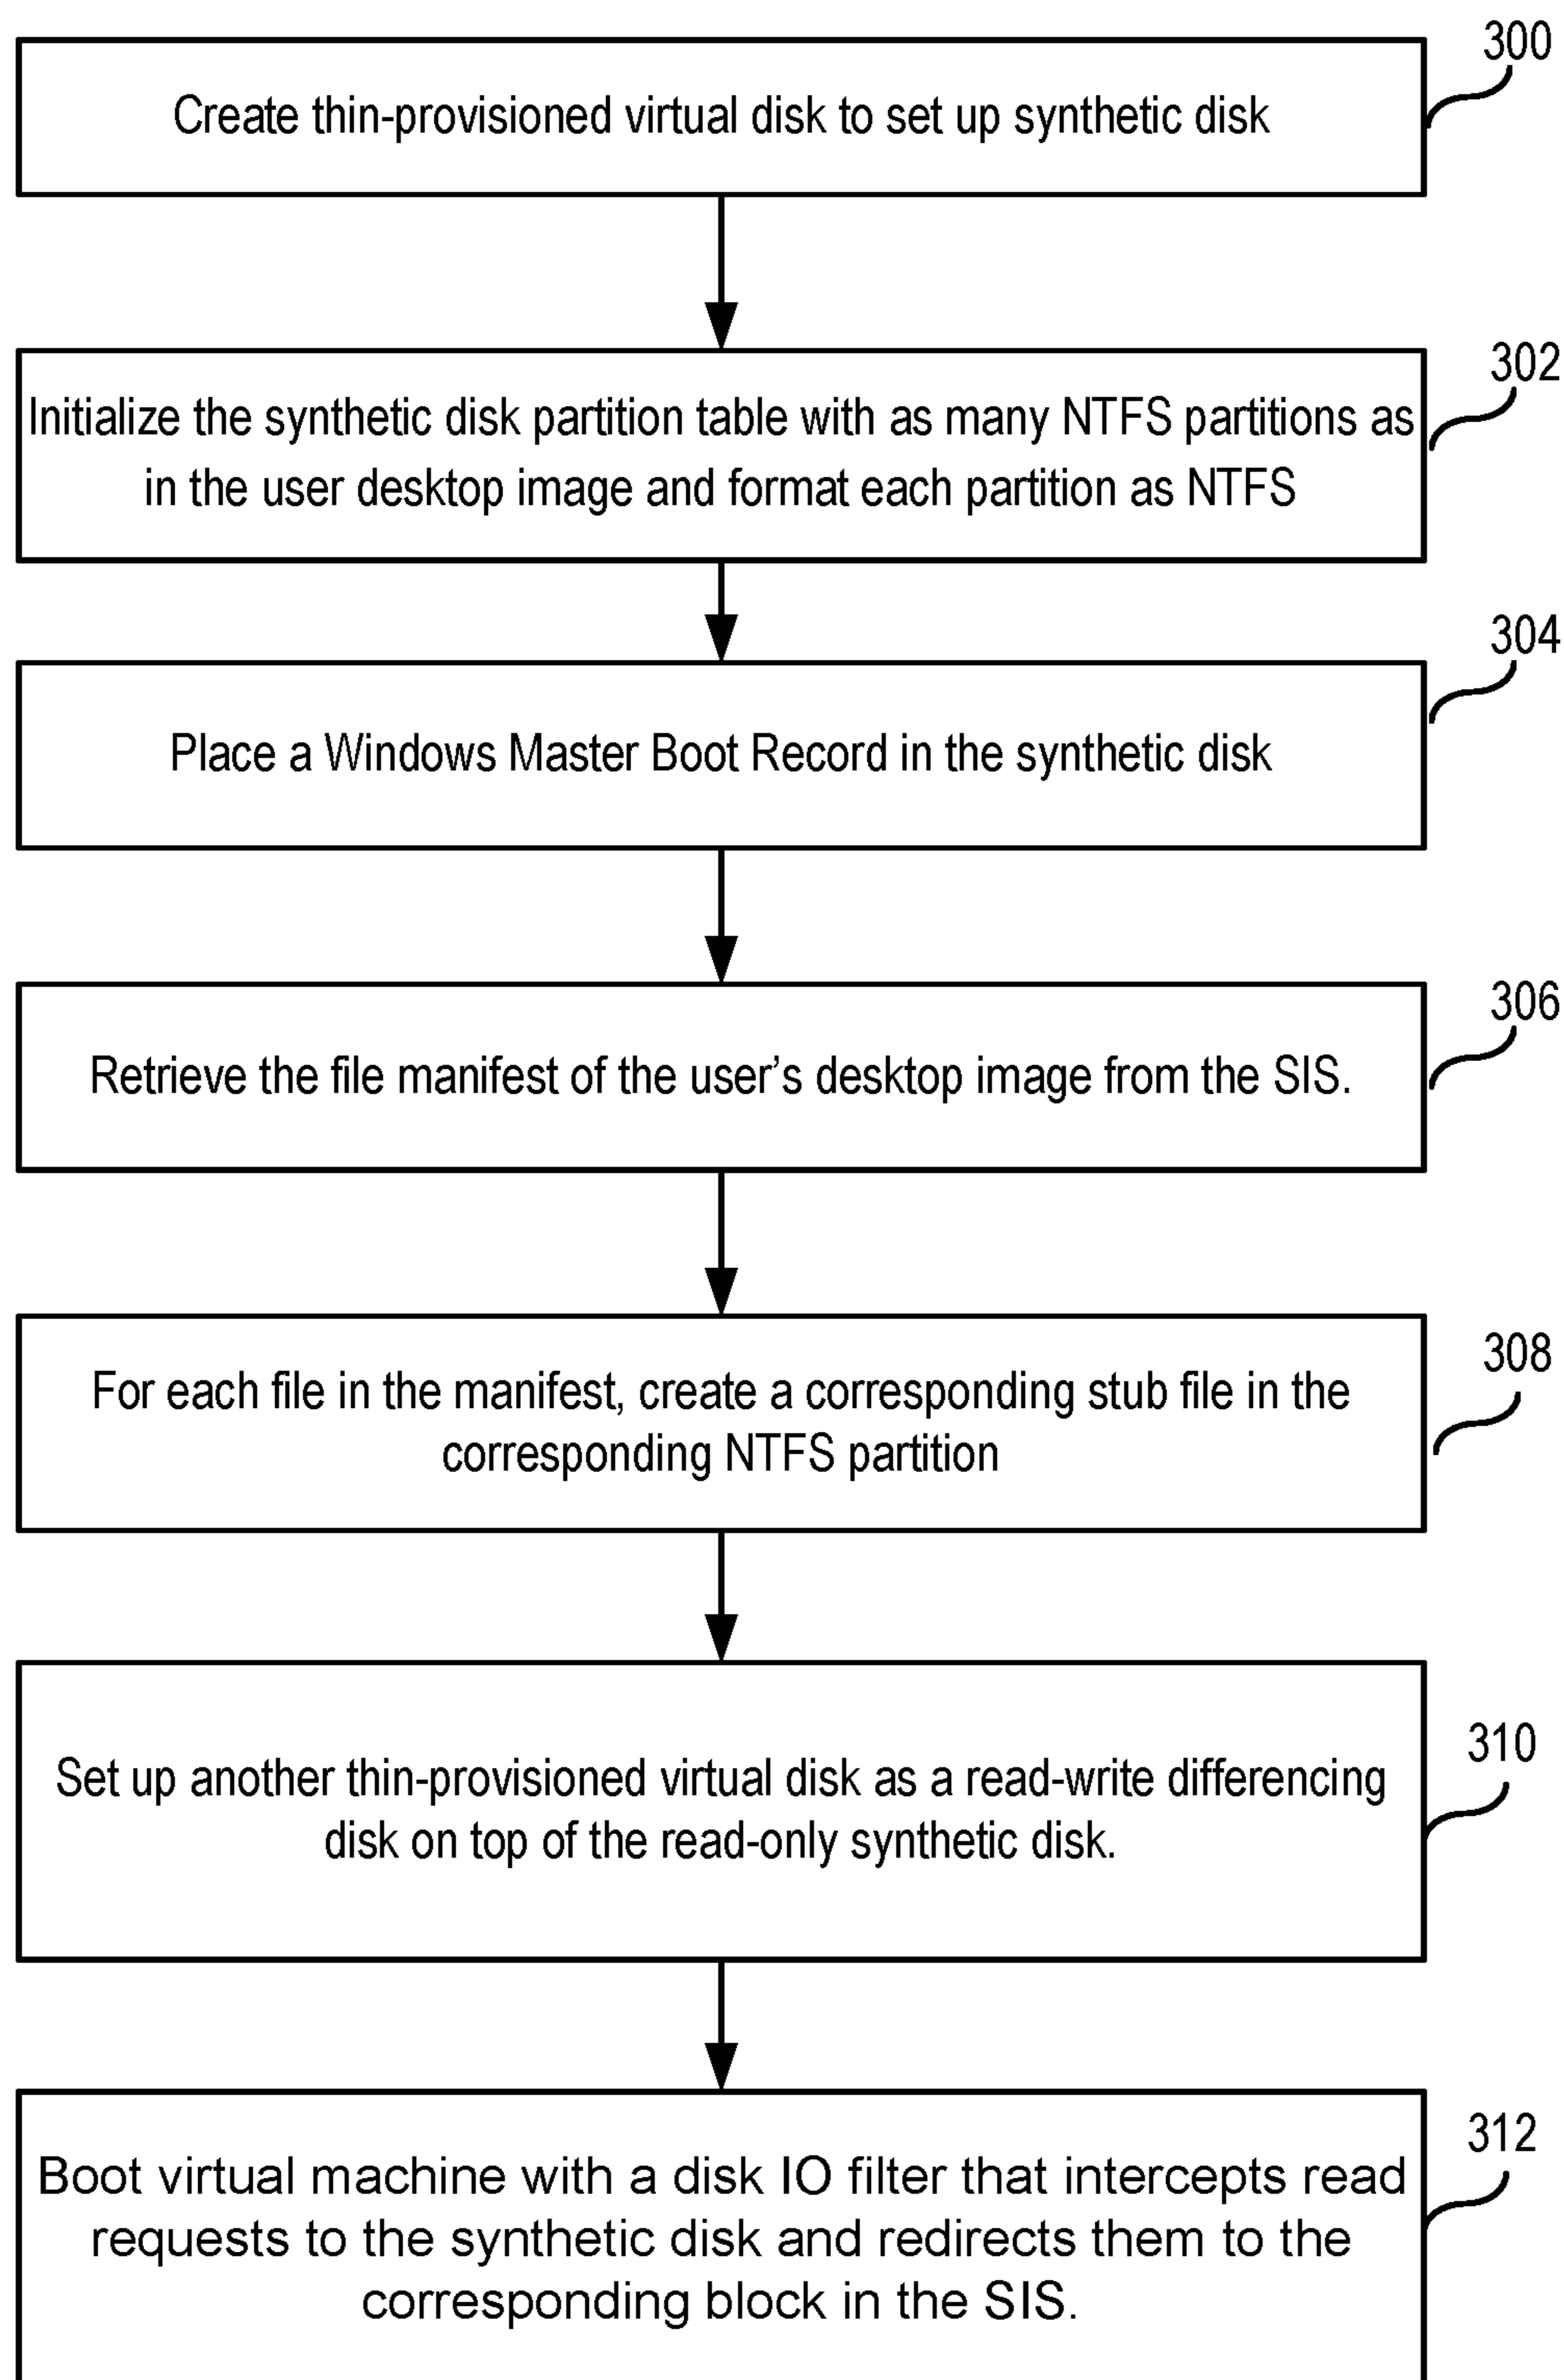 300
Create thin-provisioned virtual disk to set up synthetic disk
302
Initialize the synthetic disk partition table with as many NTFS partitions as
in the user desktop image and format each partition as NTFS
304
Place a Windows Master Boot Record in the synthetic disk
306
Retrieve the file manifest of the user’s desktop image from the SIS.
308
For each file in the manifest, create a corresponding stub file in the
corresponding NTFS partition
310
Set up another thin-provisioned virtual disk as a read-write differencing
disk on top of the read-only synthetic disk.
312
Boot virtual machine with a disk IO filter that intercepts read
requests to the synthetic disk and redirects them to the
corresponding block in the SIS.